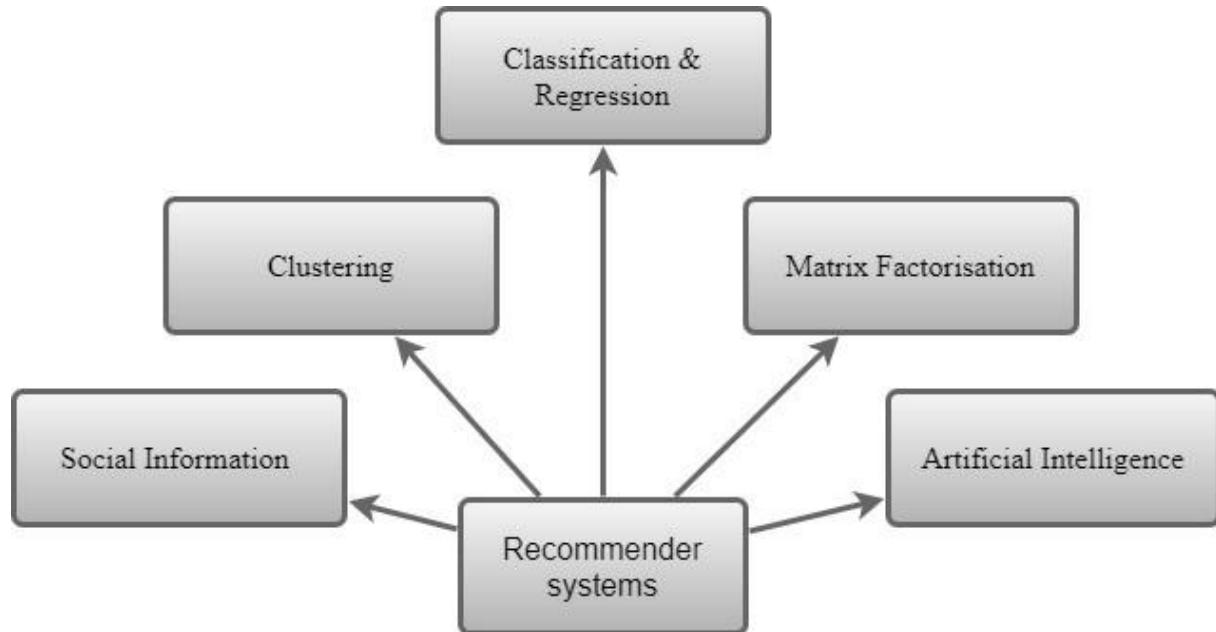 Classification &
Regression
Clustering
Matrix Factorisation
Social Information
Artificial Intelligence
Recommender
systems